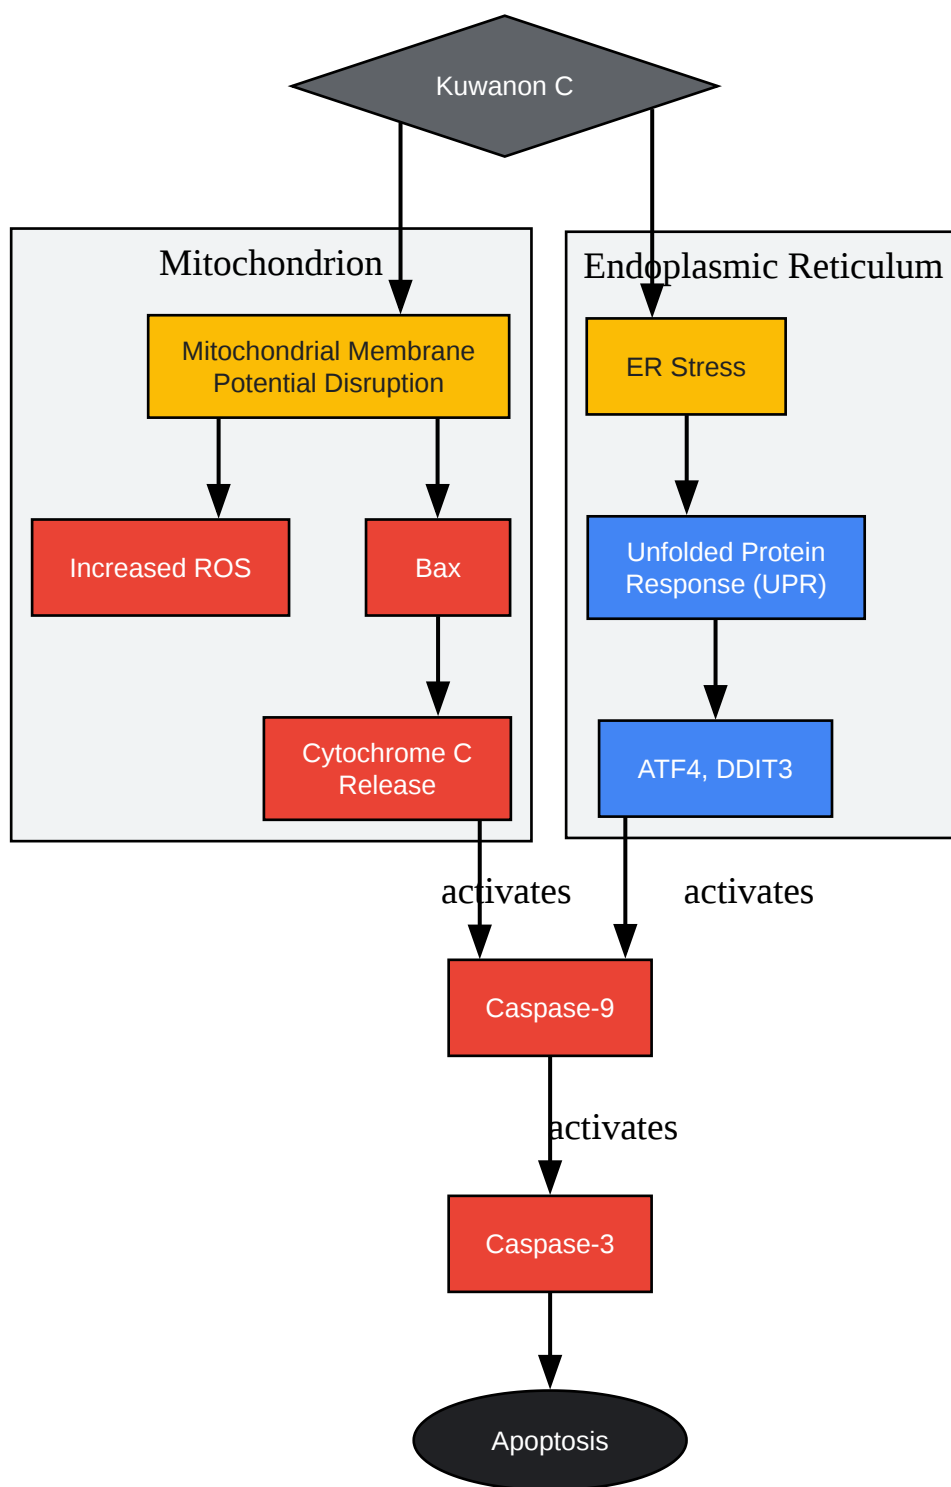 Kuwanon C
Mitochondrion
Endoplasmic Reticulum
Mitochondrial Membrane
Potential Disruption
ER Stress
Increased ROS
Bax
Unfolded Protein
Response (UPR)
Cytochrome C
Release
ATF4, DDIT3
activates
activates
Caspase-9
activates
Caspase-3
Apoptosis